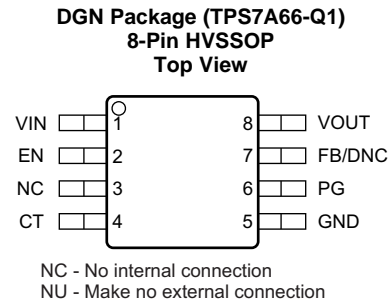 DGN Package (TPS7A66-Q1)
8-Pin HVSSOP
Top View
VIN 1 8 VOUT
EN 2 7 FB/DNC
NC 3 6 PG
CT 4 5 GND
NC - No internal connection
NU - Make no external connection